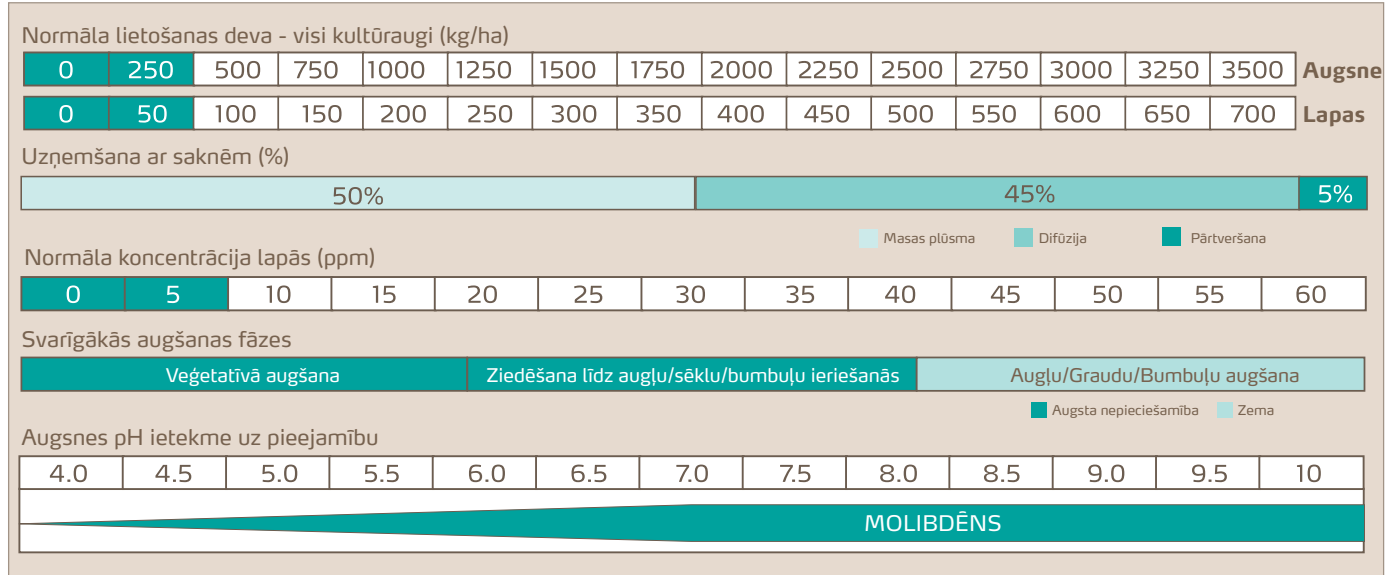 Normāla lietošanas deva - visi kultūraugi (kg/ha)
0 250 500 750 1000 1250 1500 1750 2000 2250 2500 2750 3000 3250 3500 Augsne
0 50 100 150 200 250 300 350 400 450 500 550 600 650 700 Lapas
Uzņemšana ar saknēm (%)
50% 45% 5%
Masas plūsma Difūzija Pārtveršana
Normāla koncentrācija lapās (ppm)
0 5 10 15 20 25 30 35 40 45 50 55 60
Svarīgākās augšanas fāzes
Veģetatīvā augšana Ziedēšana līdz augļu/sēklu/bumbuļu ieriešanās Augļu/Graudu/Bumbuļu augšana
Augsta nepieciešamība Zema
Augsnes pH ietekme uz pieejamību
4.0 4.5 5.0 5.5 6.0 6.5 7.0 7.5 8.0 8.5 9.0 9.5 10
MOLIBDĒNS